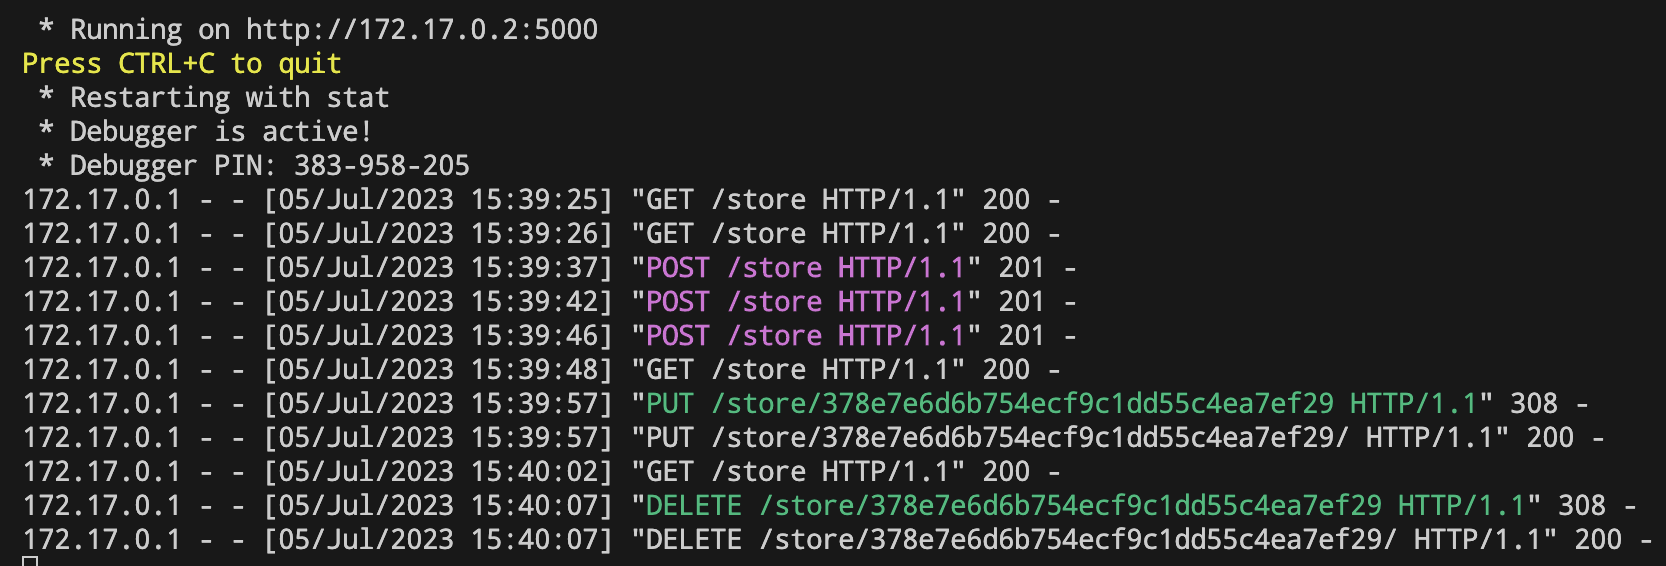 * Running on http://172.17.0.2:5000
Press CTRL+C to quit
* Restarting with stat
* Debugger is active!
* Debugger PIN: 383-958-205
172.17.0.1 - - [05/Jul/2023 15:39:25] "GET /store HTTP/1.1" 200 -
172.17.0.1 - - [05/Jul/2023 15:39:26] "GET /store HTTP/1.1" 200 -
172.17.0.1 - - [05/Jul/2023 15:39:37] "POST /store HTTP/1.1" 201 -
172.17.0.1 - - [05/Jul/2023 15:39:42] "POST /store HTTP/1.1" 201 -
172.17.0.1 - - [05/Jul/2023 15:39:46] "POST /store HTTP/1.1" 201 -
172.17.0.1 - - [05/Jul/2023 15:39:48] "GET /store HTTP/1.1" 200 -
172.17.0.1 - - [05/Jul/2023 15:39:57] "PUT /store/378e7e6d6b754ecf9c1dd55c4ea7ef29 HTTP/1.1" 308 -
172.17.0.1 - - [05/Jul/2023 15:39:57] "PUT /store/378e7e6d6b754ecf9c1dd55c4ea7ef29/ HTTP/1.1" 200 -
172.17.0.1 - - [05/Jul/2023 15:40:02] "GET /store HTTP/1.1" 200 -
172.17.0.1 - - [05/Jul/2023 15:40:07] "DELETE /store/378e7e6d6b754ecf9c1dd55c4ea7ef29 HTTP/1.1" 308 -
172.17.0.1 - - [05/Jul/2023 15:40:07] "DELETE /store/378e7e6d6b754ecf9c1dd55c4ea7ef29/ HTTP/1.1" 200 -